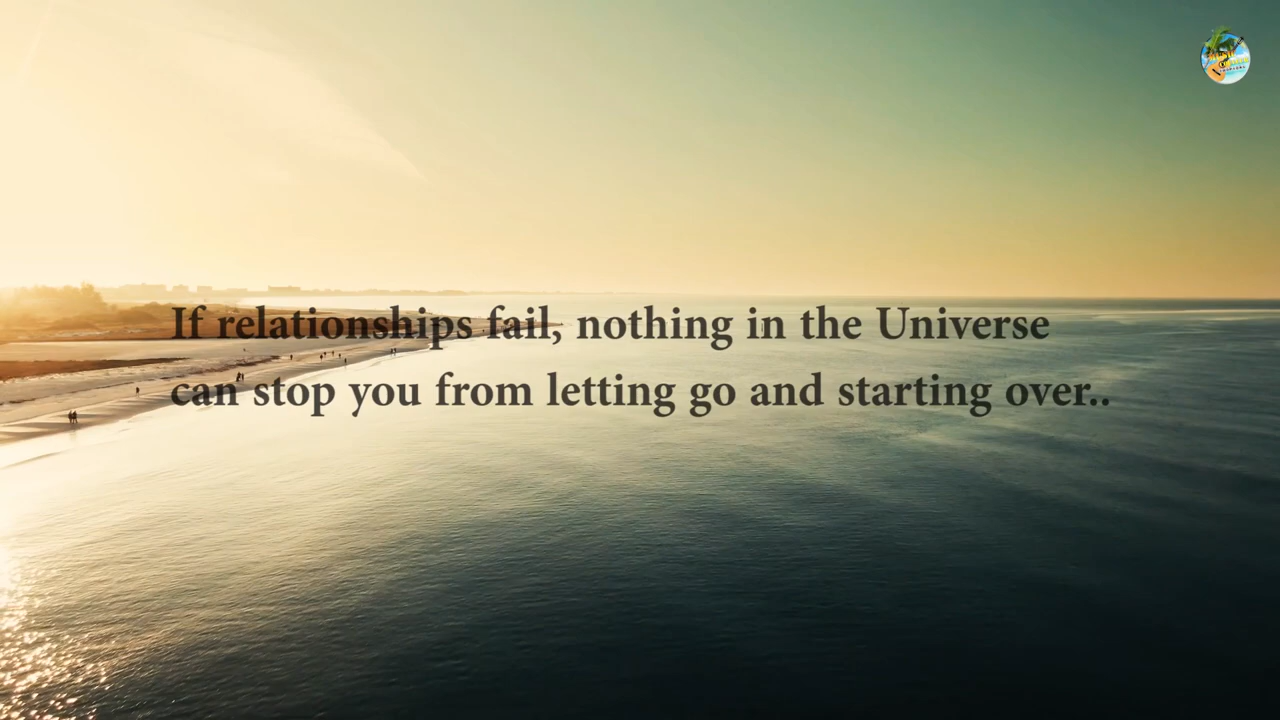 If relationships fail, nothing in the Universe
can stop you from letting go and starting over..